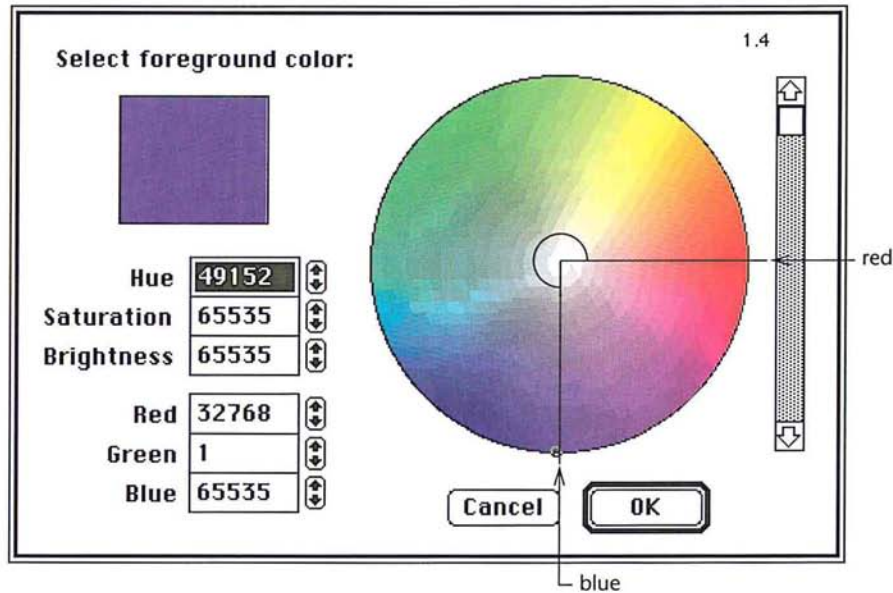 1.4
Select foreground color:
Hue 49152
Saturation 65535
Brightness 65535
Red 32768
Green 1
Blue 65535
Cancel
OK
red
blue